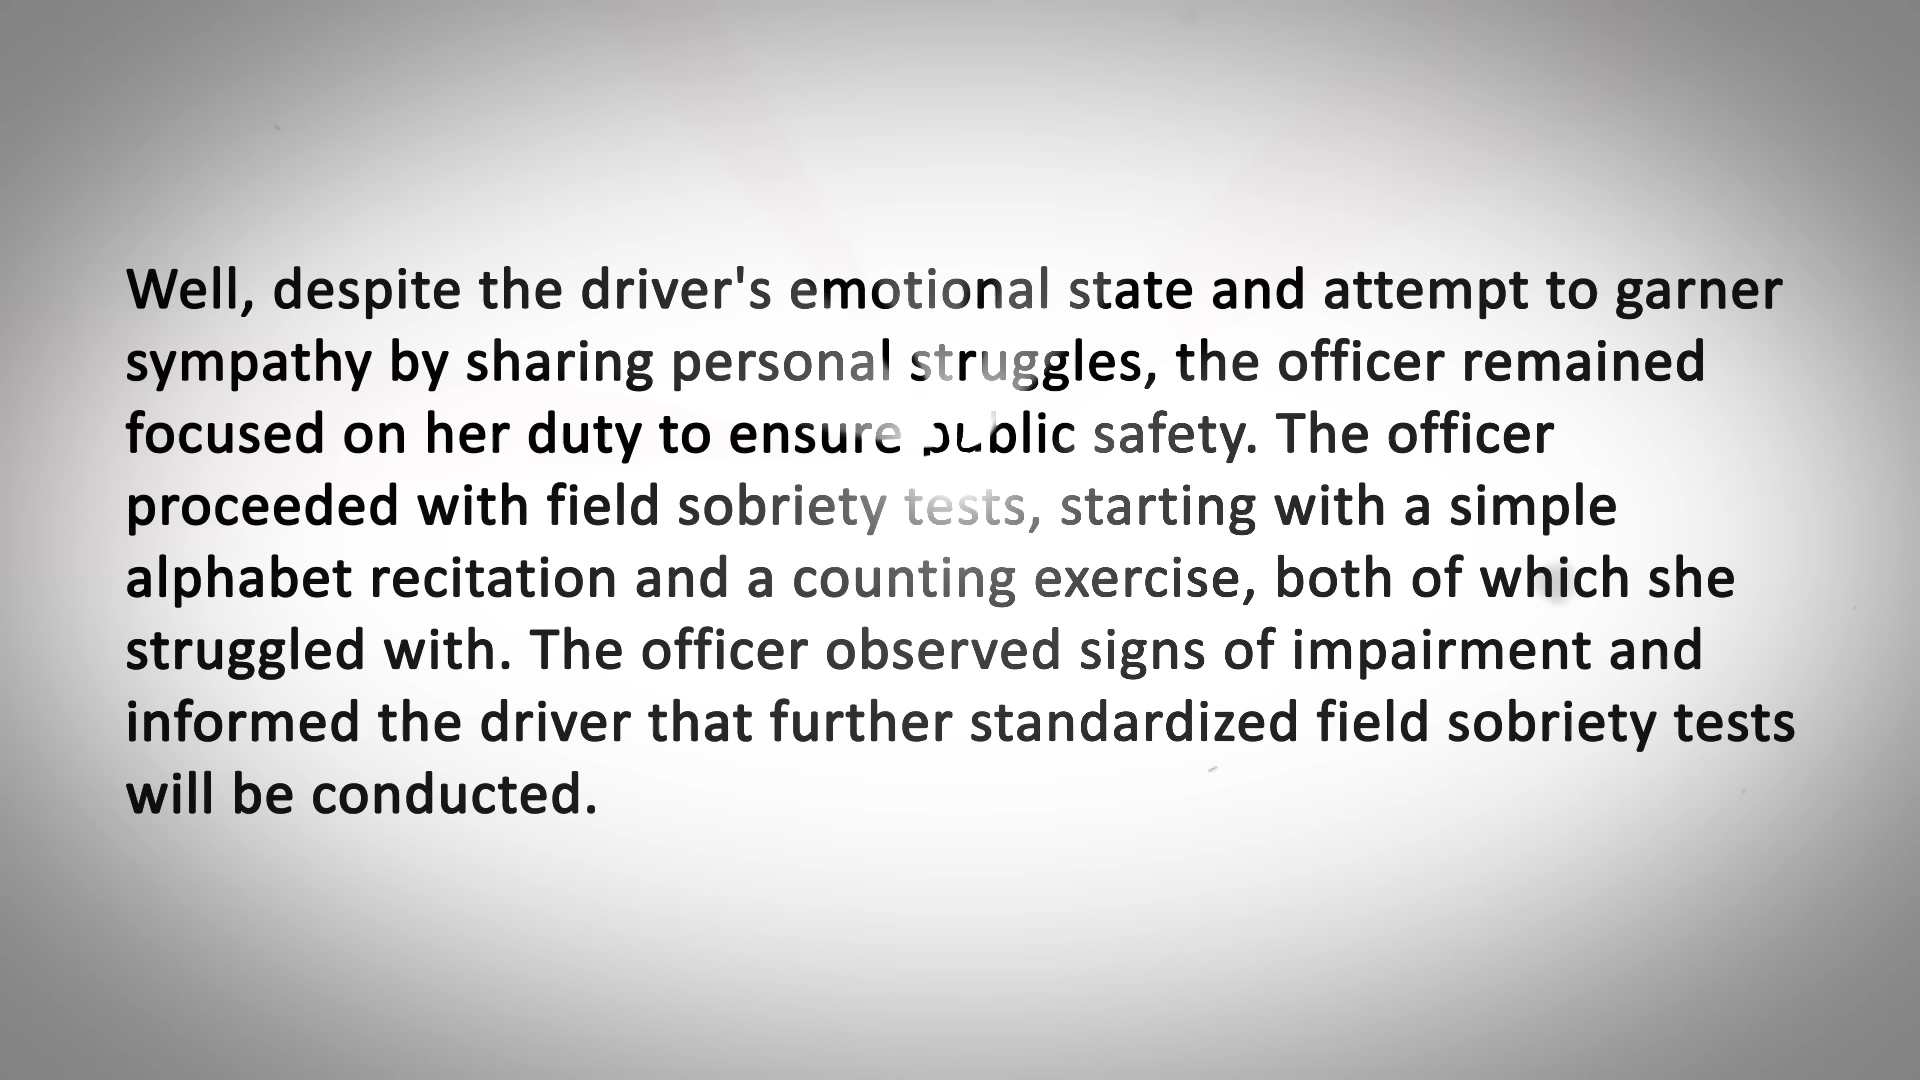 Well, despite the driver's emotional state and attempt to garner
sympathy by sharing personal struggles, the officer remained
focused on her duty to ensure public safety. The officer
proceeded with field sobriety tests, starting with a simple
alphabet recitation and a counting exercise, both of which she
struggled with. The officer observed signs of impairment and
informed the driver that further standardized field sobriety tests
will be conducted.